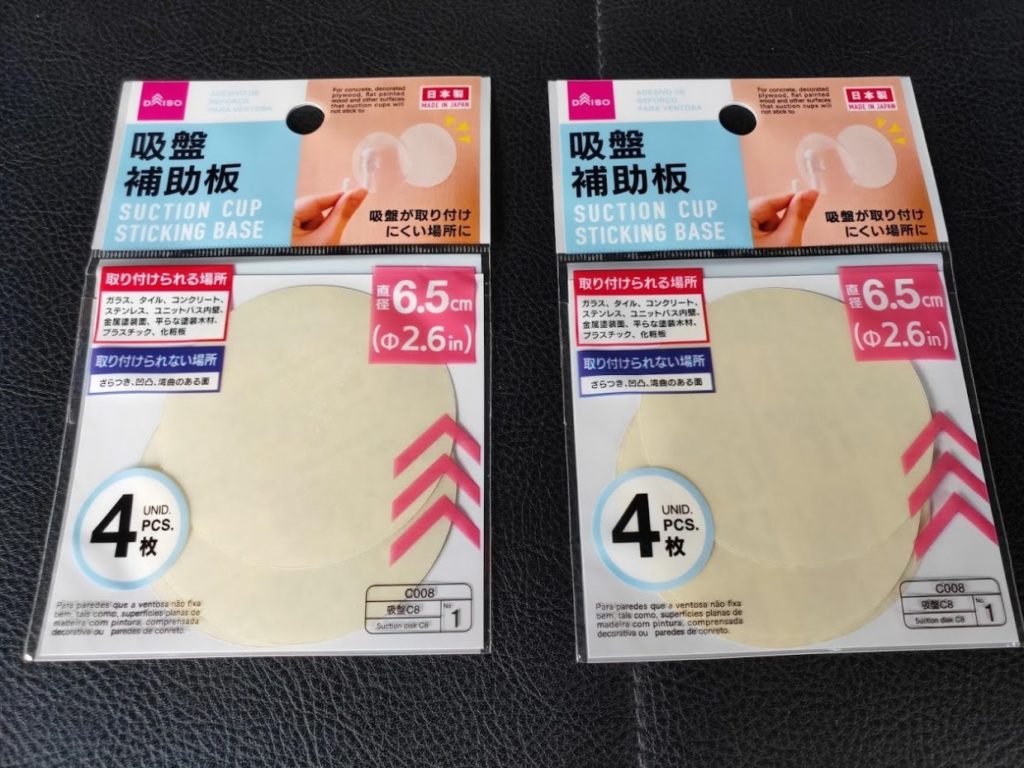 DAISO
ADESIVO DE
REFORÇO
PARA VENTOSA
For concrete, decorated
plywood, flat painted
wood and other surfaces
that suction cups will
not stick to
日本製
MADE IN JAPAN
吸盤
補助板
SUCTION CUP
STICKING BASE
吸盤が取り付け
にくい場所に
取り付けられる場所
ガラス、タイル、コンクリート、
ステンレス、ユニットバス内壁、
金属塗装面、平らな塗装木材、
プラスチック、化粧板
取り付けられない場所
ざらつき、凹凸、湾曲のある面
直径 6.5cm
(Φ2.6in)
4 UNID.
PCS.
枚
Para paredes que a ventosa não fixa
bem, tais como, superfícies planas de
madeira com pintura, compensada
decorativa ou paredes de conreto.
C008
吸盤C8
Suction disk C8
No.
1
DAISO
ADESIVO DE
REFORÇO
PARA VENTOSA
For concrete, decorated
plywood, flat painted
wood and other surfaces
that suction cups will
not stick to
日本製
MADE IN JAPAN
吸盤
補助板
SUCTION CUP
STICKING BASE
吸盤が取り付け
にくい場所に
取り付けられる場所
ガラス、タイル、コンクリート、
ステンレス、ユニットバス内壁、
金属塗装面、平らな塗装木材、
プラスチック、化粧板
取り付けられない場所
ざらつき、凹凸、湾曲のある面
直径 6.5cm
(Φ2.6in)
4 UNID.
PCS.
枚
Para paredes que a ventosa não fixa
bem, tais como, superfícies planas de
madeira com pintura, compensada
decorativa ou paredes de conreto.
C008
吸盤C8
Suction disk C8
No.
1